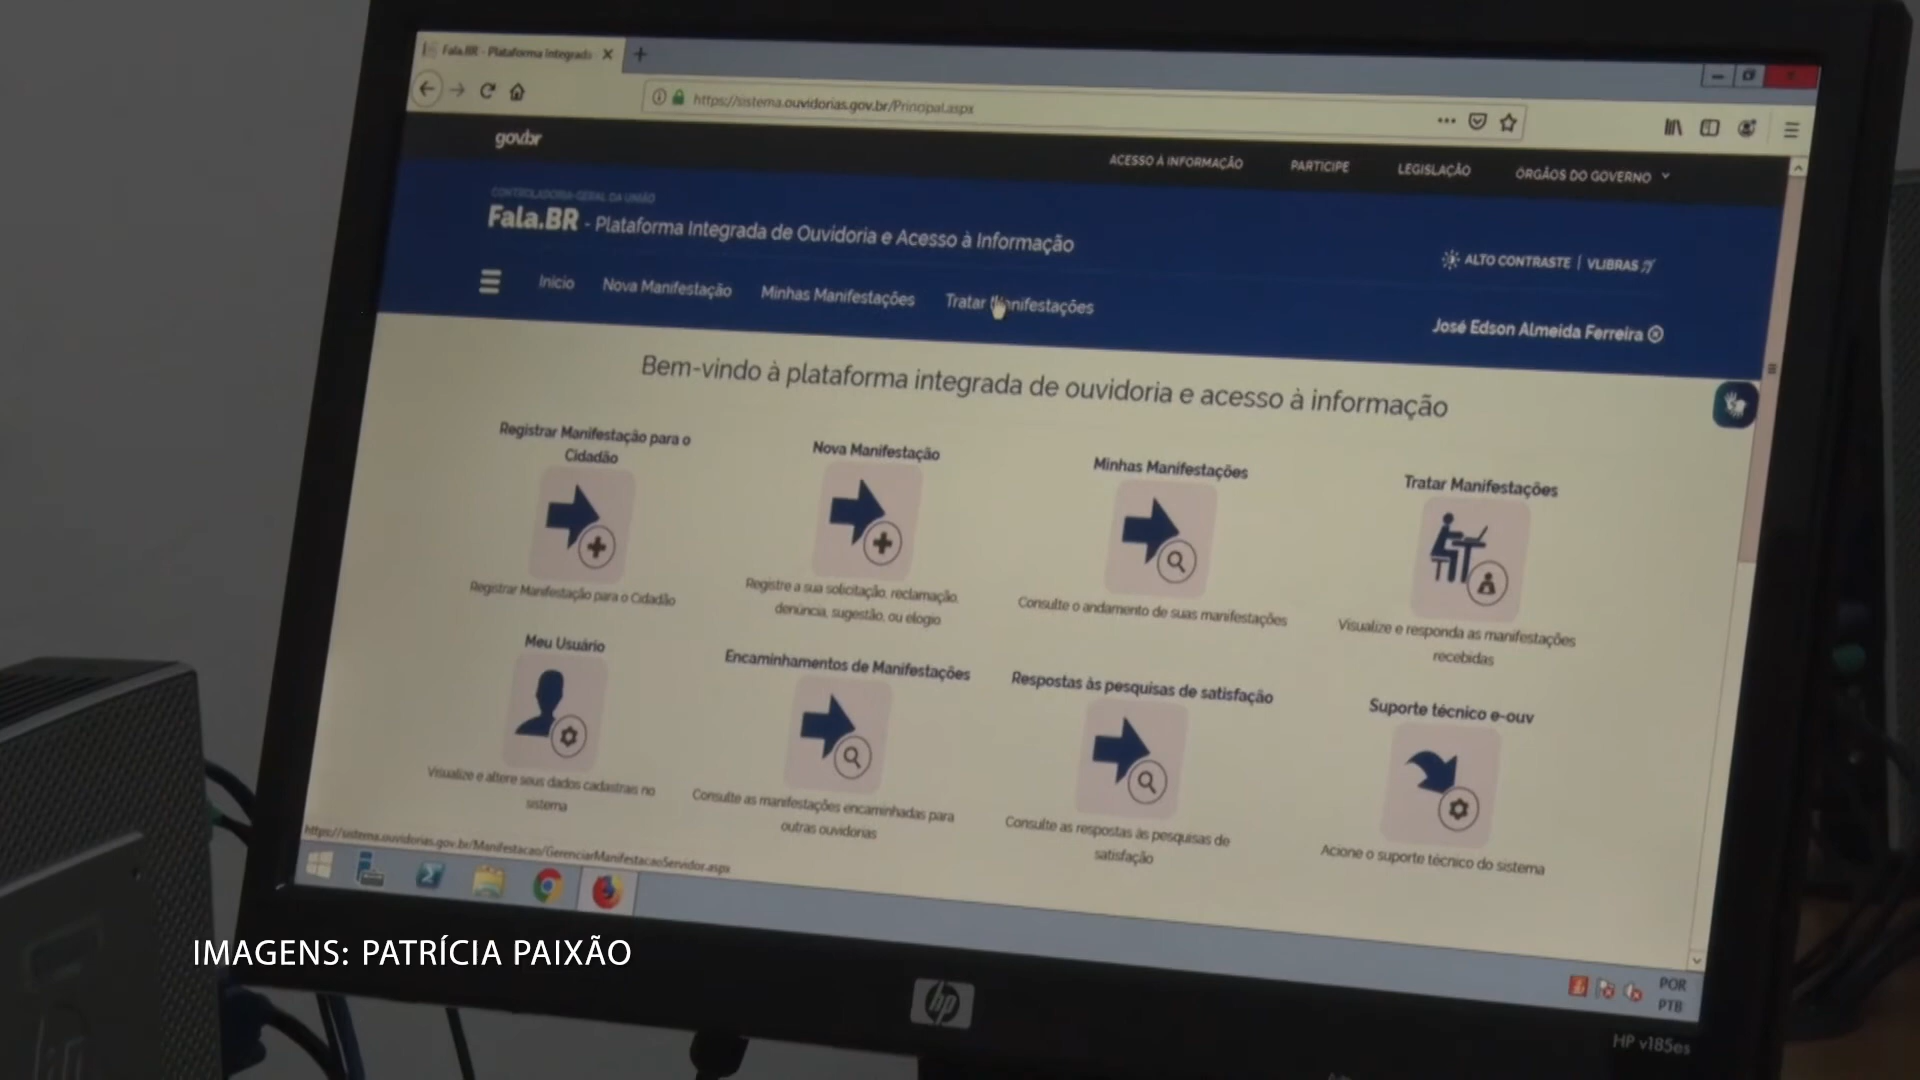 Fala.BR - Plataforma Integrada
https://sistema.ouvidorias.gov.br/Principal.aspx
gov.br
ACESSO À INFORMAÇÃO PARTICIPE LEGISLAÇÃO ÓRGÃOS DO GOVERNO
CONTROLADORIA-GERAL DA UNIÃO
Fala.BR - Plataforma Integrada de Ouvidoria e Acesso à Informação
ALTO CONTRASTE | VLIBRAS
Início Nova Manifestação Minhas Manifestações Tratar Manifestações
José Edson Almeida Ferreira
Bem-vindo à plataforma integrada de ouvidoria e acesso à informação
Registrar Manifestação para o
Cidadão
Registrar Manifestação para o Cidadão
Nova Manifestação
Registre a sua solicitação, reclamação,
denúncia, sugestão, ou elogio
Minhas Manifestações
Consulte o andamento de suas manifestações
Tratar Manifestações
Visualize e responda as manifestações
recebidas
Meu Usuário
Visualize e altere seus dados cadastrais no
sistema
Encaminhamentos de Manifestações
Consulte as manifestações encaminhadas para
outras ouvidorias
Respostas às pesquisas de satisfação
Consulte as respostas às pesquisas de
satisfação
Suporte técnico e-ouv
Acione o suporte técnico do sistema
https://sistema.ouvidorias.gov.br/Manifestacao/GerenciarManifestacaoServidor.aspx
POR
PTB
IMAGENS: PATRÍCIA PAIXÃO
hp
HP v185es